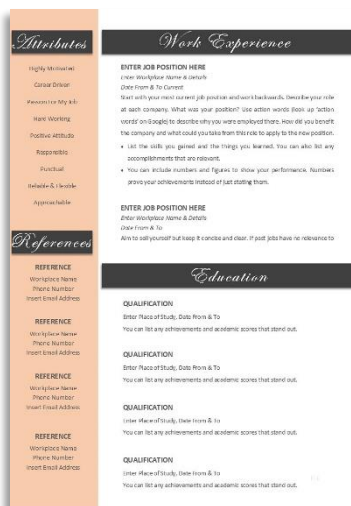 Attributes
Highly Motivated
Career Driver
Passion for My Job
Hard Working
Positive Attitude
Responsible
Punctual
Reliable & Flexible
Approachable
References
REFERENCE
Workplace Name
Phone Number
Insert Email Address
REFERENCE
Workplace Name
Phone Number
Insert Email Address
REFERENCE
Workplace Name
Phone Number
Insert Email Address
REFERENCE
Workplace Name
Phone Number
Insert Email Address
Work Experience
ENTER JOB POSITION HERE
Enter Workplace Name & Details
Date From & To Current
Start with your most current job position and work backwards. Describe your role
at each company. What was your position? Use action words (look up 'action
words' on Google) to describe why you were employed there. How did you benefit
the company and what could you take from this role to apply to the new position.
• List the skills you gained and the things you learned. You can also list any
accomplishments that are relevant.
• You can include numbers and figures to show your performance. Numbers
prove your achievements instead of just stating them.
ENTER JOB POSITION HERE
Enter Workplace Name & Details
Date From & To
Aim to sell yourself but keep it concise and clear. If past jobs have no relevance to
Education
QUALIFICATION
Enter Place of Study, Date From & To
You can list any achievements and academic scores that stand out.
QUALIFICATION
Enter Place of Study, Date From & To
You can list any achievements and academic scores that stand out.
QUALIFICATION
Enter Place of Study, Date From & To
You can list any achievements and academic scores that stand out.
QUALIFICATION
Enter Place of Study, Date From & To
You can list any achievements and academic scores that stand out.